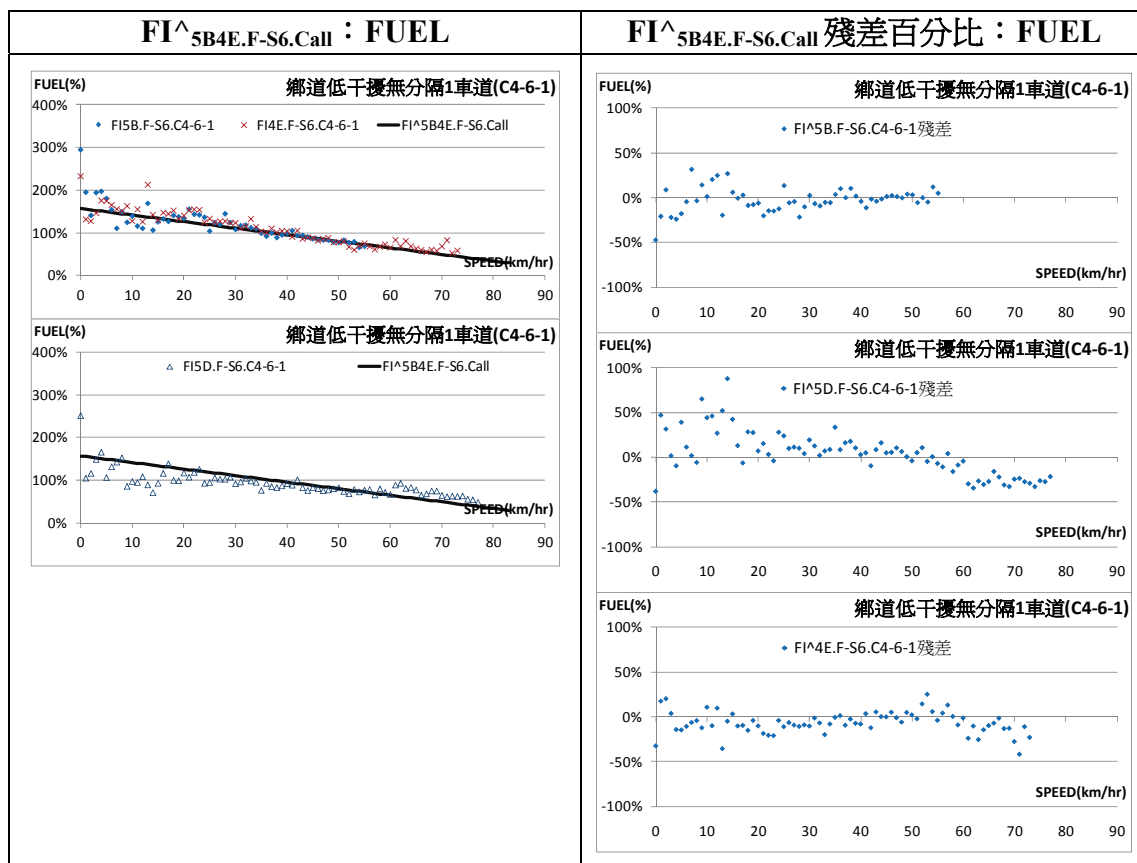 FI^5B4E.F-S6.Call：FUEL
FI^5B4E.F-S6.Call 殘差百分比：FUEL
FUEL(%)
鄉道低干擾無分隔1車道(C4-6-1)
400%
FI5B.F-S6.C4-6-1
FI4E.F-S6.C4-6-1
FI^5B4E.F-S6.Call
300%
200%
100%
0%
SPEED(km/hr)
0 10 20 30 40 50 60 70 80 90
FUEL(%)
鄉道低干擾無分隔1車道(C4-6-1)
400%
FI5D.F-S6.C4-6-1
FI^5B4E.F-S6.Call
300%
200%
100%
0%
SPEED(km/hr)
0 10 20 30 40 50 60 70 80 90
FUEL(%)
鄉道低干擾無分隔1車道(C4-6-1)
100%
FI^5B.F-S6.C4-6-1殘差
50%
0%
-50%
SPEED(km/hr)
-100%
0 10 20 30 40 50 60 70 80 90
FUEL(%)
鄉道低干擾無分隔1車道(C4-6-1)
100%
FI^5D.F-S6.C4-6-1殘差
50%
0%
-50%
SPEED(km/hr)
-100%
0 10 20 30 40 50 60 70 80 90
FUEL(%)
鄉道低干擾無分隔1車道(C4-6-1)
100%
FI^4E.F-S6.C4-6-1殘差
50%
0%
-50%
SPEED(km/hr)
-100%
0 10 20 30 40 50 60 70 80 90